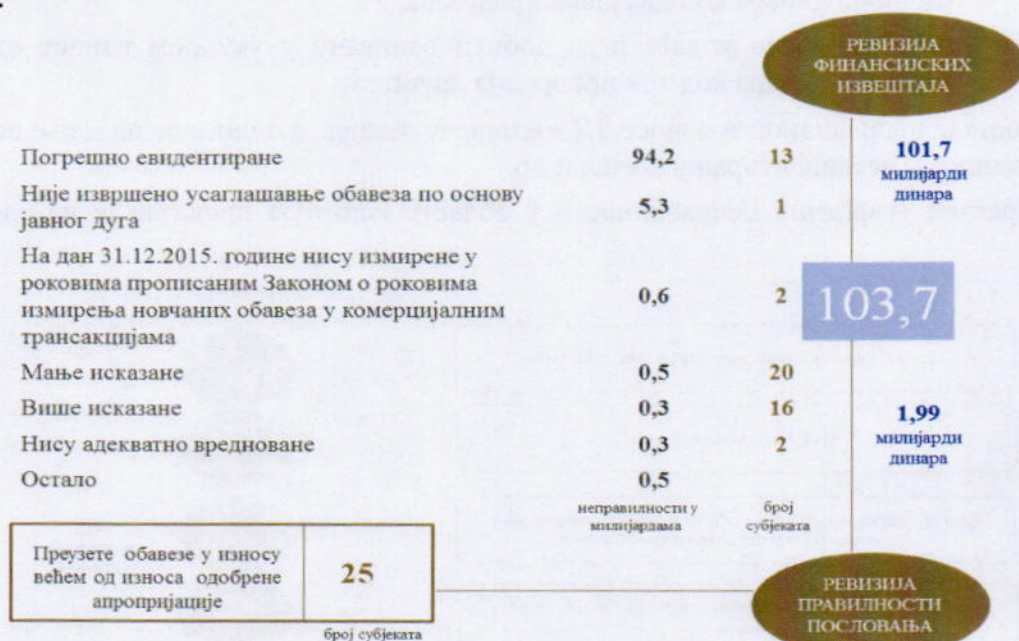 РЕВИЗИЈА
ФИНАНСИЈСКИХ
ИЗВЕШТАЈА
Погрешно евидентиране 94,2 13 101,7
милијарди
динара
Није извршено усаглашавње обавеза по основу
јавног дуга 5,3 1
На дан 31.12.2015. године нису измирене у
роковима прописаним Законом о роковима
измирења новчаних обавеза у комерцијалним
трансакцијама 0,6 2
103,7
Мање исказане 0,5 20
Више исказане 0,3 16
1,99
милијарди
динара
Нису адекватно вредноване 0,3 2
Остало 0,5
неправилности у
милијардама
број
субјеката
Преузете обавезе у износу
већем од износа одобрене
апропријације
25
број субјеката
РЕВИЗИЈА
ПРАВИЛНОСТИ
ПОСЛОВАЊА